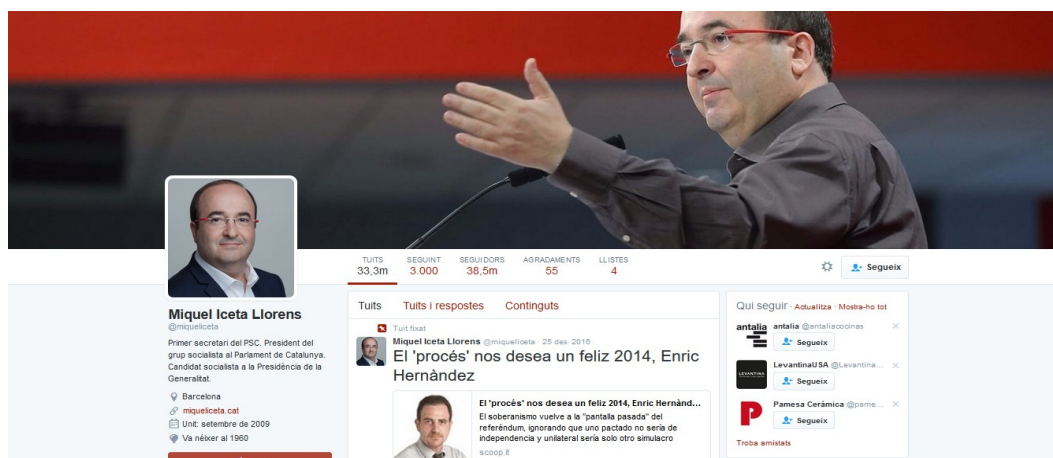 TUITS
33,3m
SEGUINT
3.000
SEGUIDORS
38,5m
AGRADAMENTS
55
LLISTES
4
Segueix
Miquel Iceta Llorens
@miqueliceta
Primer secretari del PSC. President del
grup socialista al Parlament de Catalunya.
Candidat socialista a la Presidència de la
Generalitat.
Barcelona
miqueliceta.cat
Unit: setembre de 2009
Va néixer al 1960
Tuits Tuits i respostes Continguts
Tuit fixat
Miquel Iceta Llorens @miqueliceta · 25 des. 2016
El 'procés' nos desea un feliz 2014, Enric
Hernàndez
El 'procés' nos desea un feliz 2014, Enric Hernànd...
El soberanismo vuelve a la "pantalla pasada" del
referéndum, ignorando que uno pactado no sería de
independencia y unilateral sería solo otro simulacro
scoop.it
Qui seguir · Actualitza · Mostra-ho tot
antalia
antalia @antaliacocinas
Segueix
LEVANTINA
LevantinaUSA @Levantina...
Segueix
Pamesa Cerámica @pame...
Segueix
Troba amistats